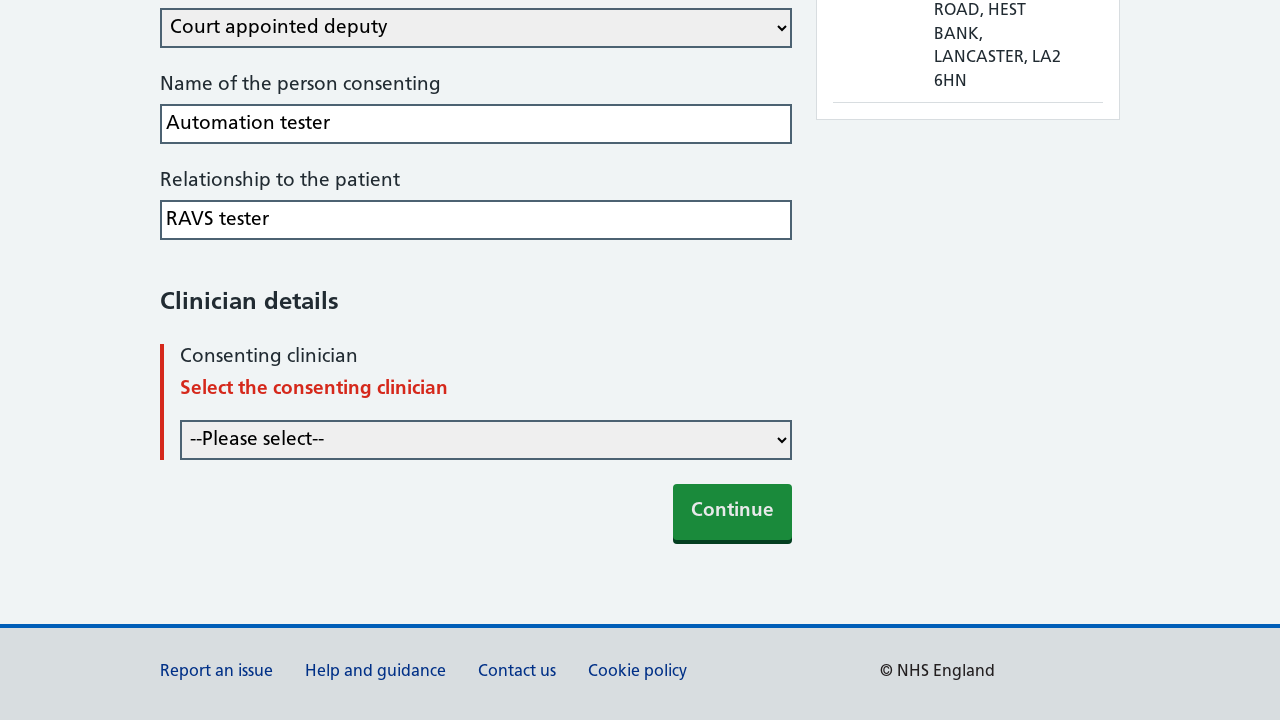 Court appointed deputy
Name of the person consenting
Automation tester
Relationship to the patient
RAVS tester
Clinician details
Consenting clinician
Select the consenting clinician
--Please select--
Continue
ROAD, HEST
BANK,
LANCASTER, LA2
6HN
Report an issue
Help and guidance
Contact us
Cookie policy
© NHS England